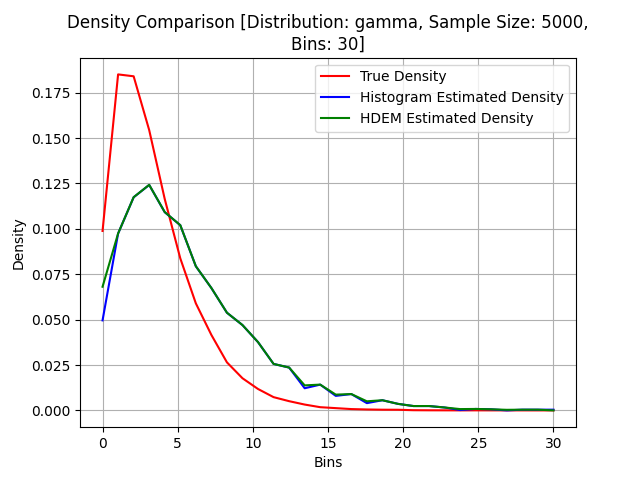 Density Comparison [Distribution: gamma, Sample Size: 5000,
Bins: 30]
True Density
Histogram Estimated Density
HDEM Estimated Density
Density
0.175
0.150
0.125
0.100
0.075
0.050
0.025
0.000
0 5 10 15 20 25 30
Bins